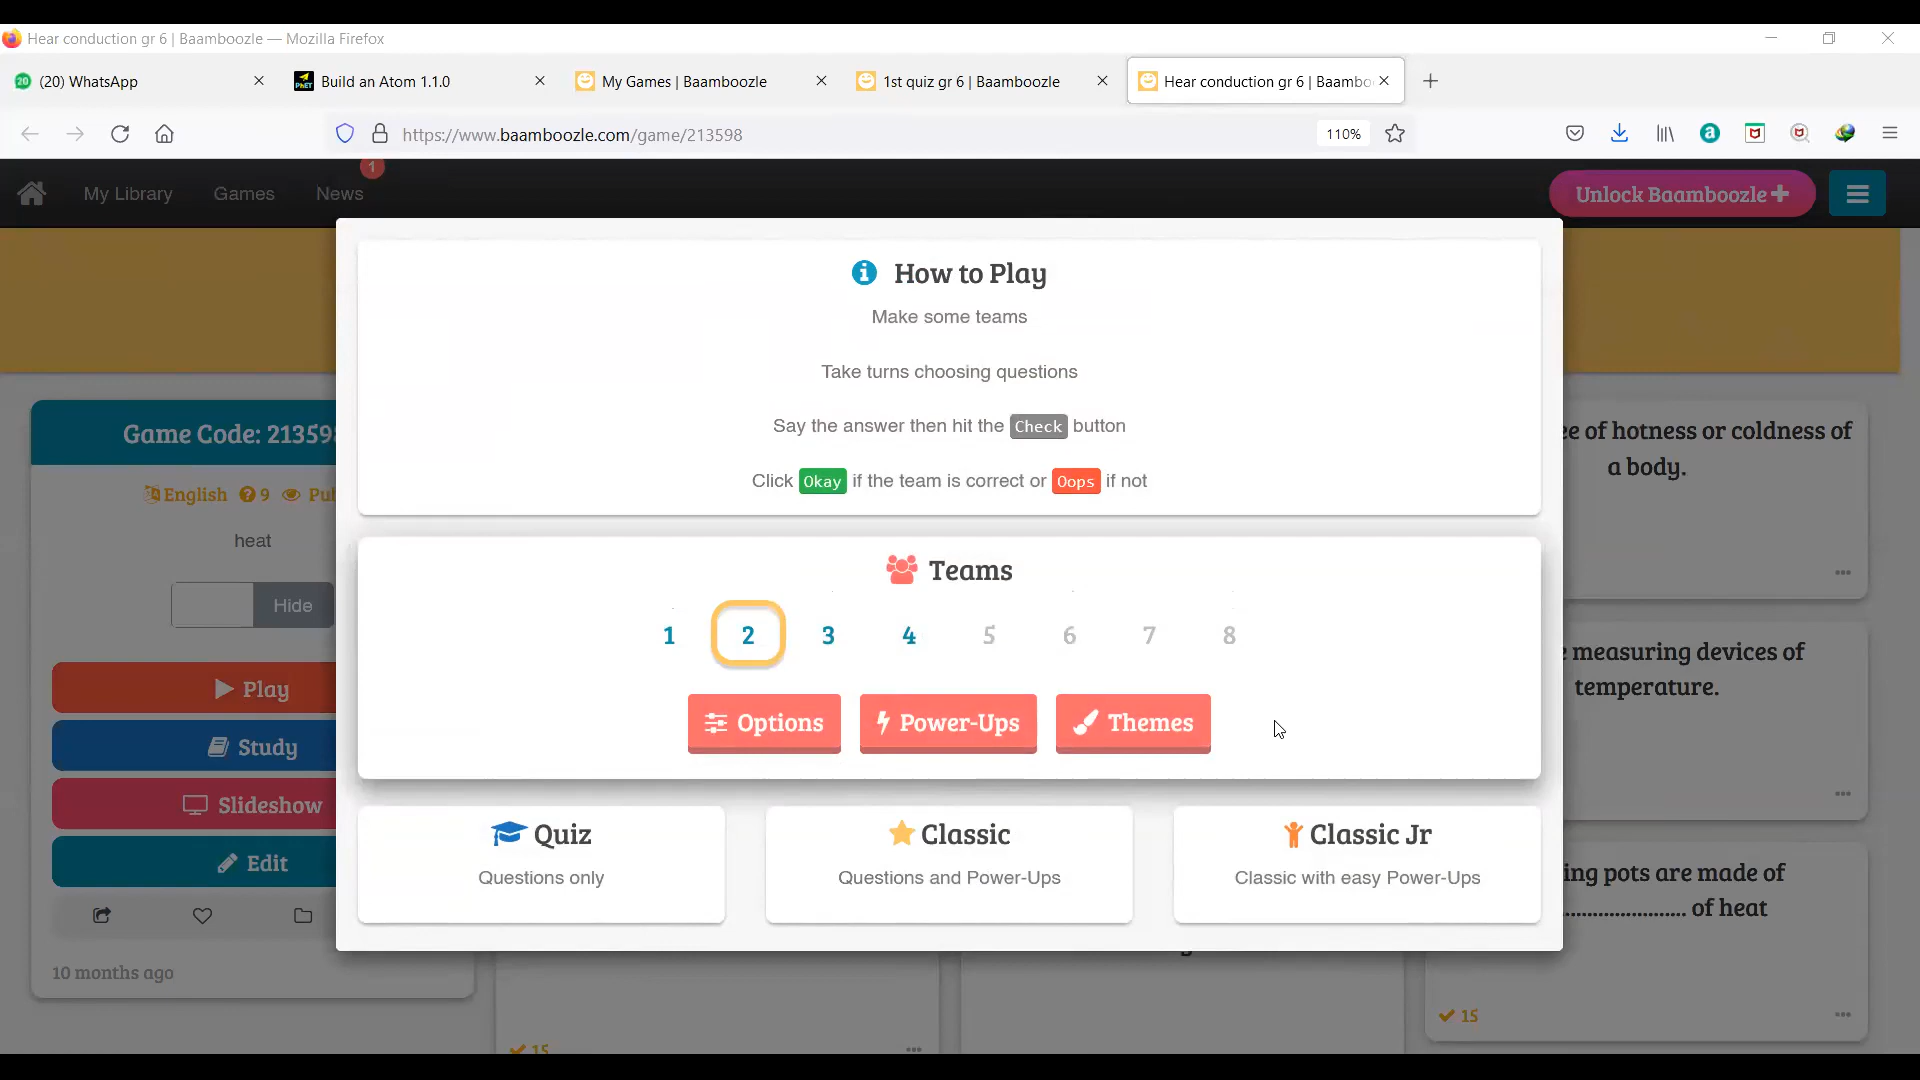 Hear conduction gr 6 | Baamboozle — Mozilla Firefox
20 (20) WhatsApp
PhET Build an Atom 1.1.0
My Games | Baamboozle
1st quiz gr 6 | Baamboozle
Hear conduction gr 6 | Baambo
https://www.baamboozle.com/game/213598
110%
1
My Library
Games
News
Unlock Baamboozle
How to Play
Make some teams
Take turns choosing questions
Say the answer then hit the Check button
Click Okay if the team is correct or Oops if not
Teams
1 2 3 4 5 6 7 8
Options
Power-Ups
Themes
Quiz
Questions only
Classic
Questions and Power-Ups
Classic Jr
Classic with easy Power-Ups
Game Code: 21359
English 9
heat
Hide
Play
Study
Slideshow
Edit
10 months ago
of hotness or coldness of
a body.
measuring devices of
temperature.
pots are made of
...................... of heat
15
15